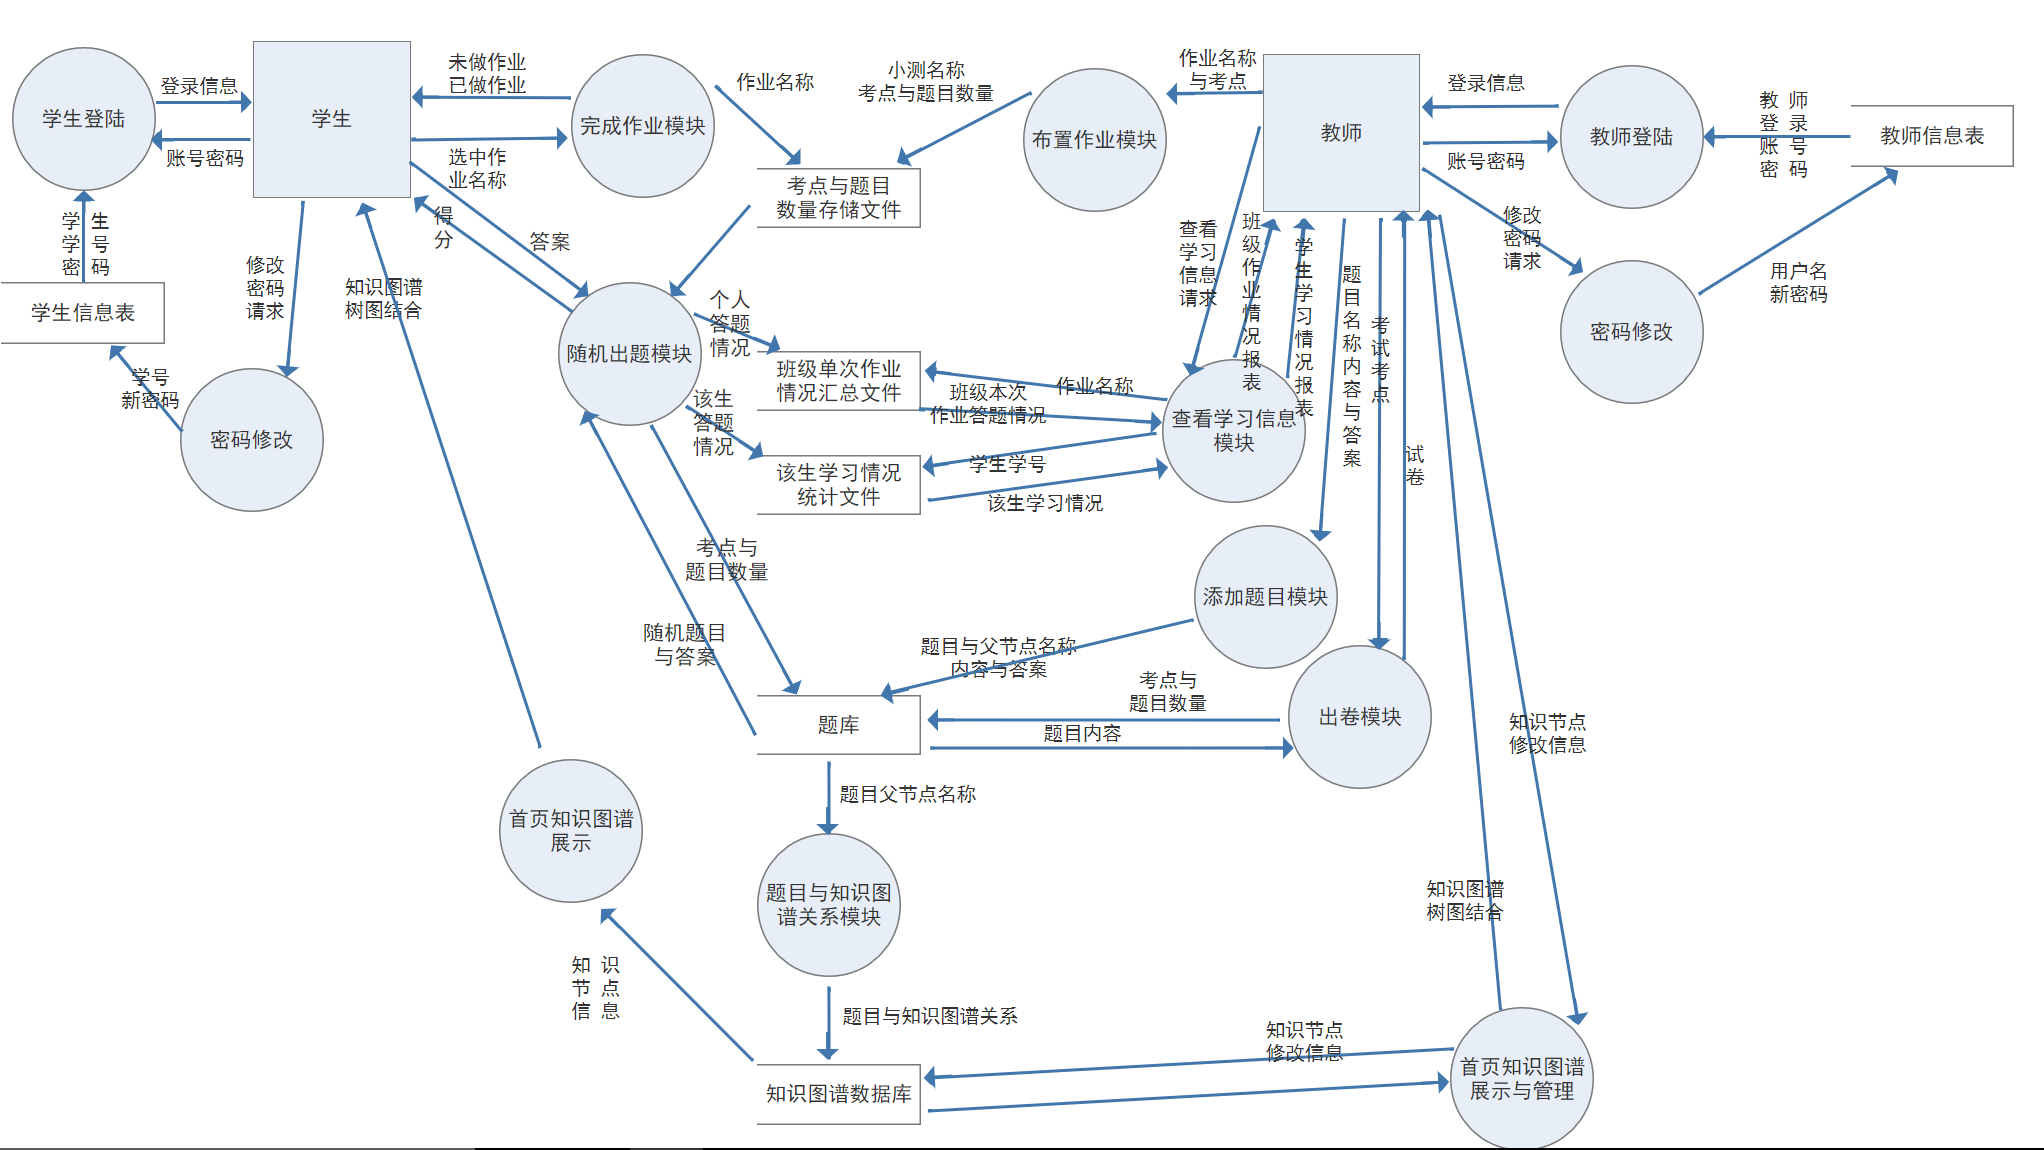 学生登陆
登录信息
账号密码
学生
未做作业
已做作业
选中作
业名称
完成作业模块
作业名称
小测名称
考点与题目数量
布置作业模块
作业名称
与考点
教师
登录信息
账号密码
教师登陆
教 师
登 录
账 号
密 码
教师信息表
考点与题目
数量存储文件
学 生
学 号
密 码
学生信息表
学号
新密码
密码修改
修改
密码
请求
知识图谱
树图结合
得
分
答案
随机出题模块
个人
答题
情况
该生
答题
情况
班级单次作业
情况汇总文件
该生学习情况
统计文件
作业名称
班级本次
作业答题情况
学生学号
该生学习情况
查看学习信息
模块
查看
学习
信息
请求
班
级
作
业
情
况
报
表
学
生
学
习
情
况
报
表
题
目
名
称
内
容
与
答
案
考
试
考
点
试
卷
修改
密码
请求
密码修改
用户名
新密码
考点与
题目数量
随机题目
与答案
添加题目模块
题目与父节点名称
内容与答案
考点与
题目数量
题目内容
出卷模块
题库
题目父节点名称
知识节点
修改信息
首页知识图谱
展示
题目与知识图
谱关系模块
知识图谱
树图结合
知 识
节 点
信 息
题目与知识图谱关系
知识图谱数据库
知识节点
修改信息
首页知识图谱
展示与管理